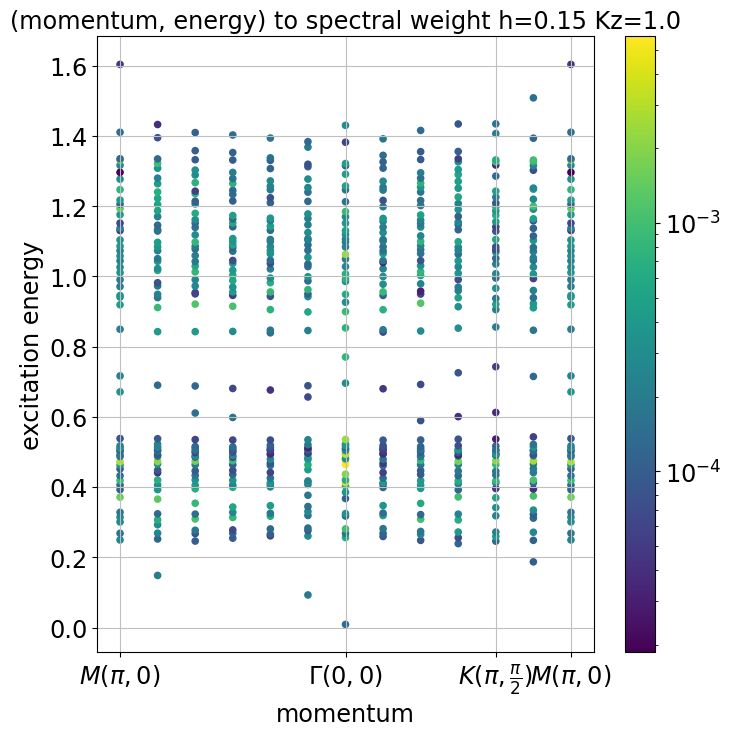 (momentum, energy) to spectral weight h=0.15 Kz=1.0
1.6
1.4
1.2
1.0
0.8
0.6
0.4
0.2
0.0
excitation energy
M(π, 0)
Γ(0, 0)
K(π, π/2)
M(π, 0)
momentum
10⁻³
10⁻⁴